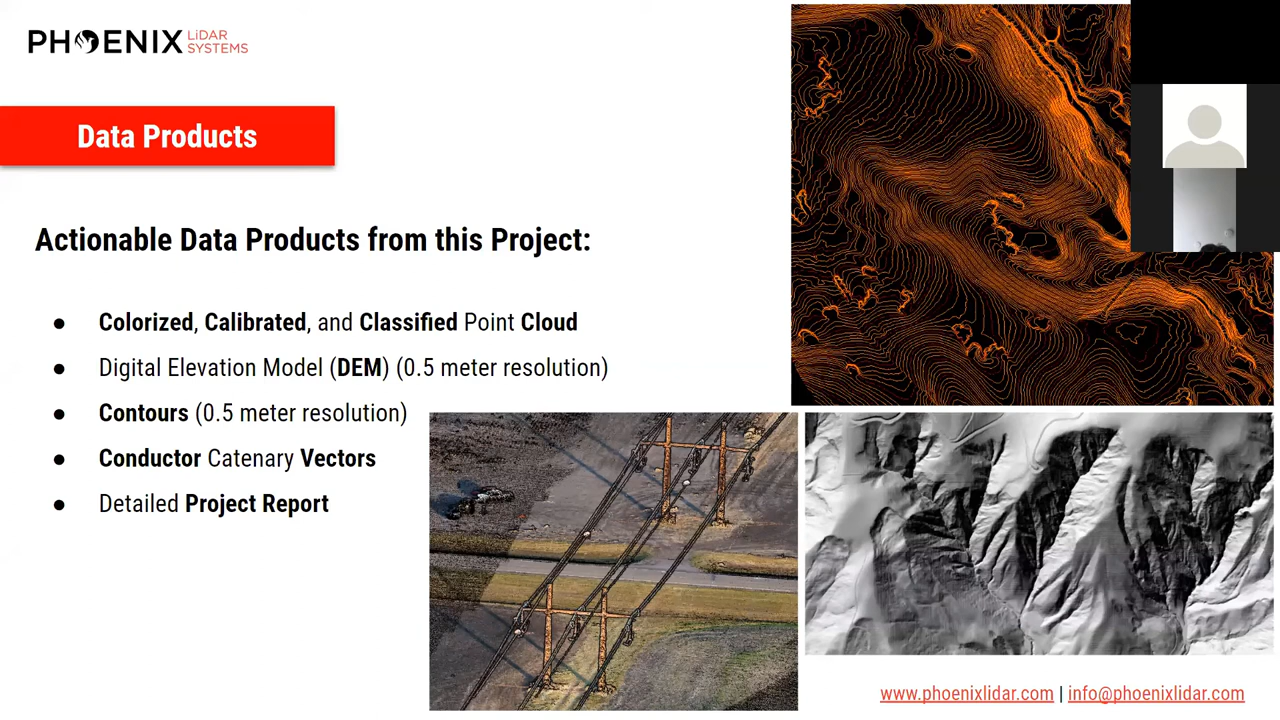 PHOENIX LiDAR SYSTEMS
Data Products
Actionable Data Products from this Project:
● Colorized, Calibrated, and Classified Point Cloud
● Digital Elevation Model (DEM) (0.5 meter resolution)
● Contours (0.5 meter resolution)
● Conductor Catenary Vectors
● Detailed Project Report
www.phoenixlidar.com | info@phoenixlidar.com